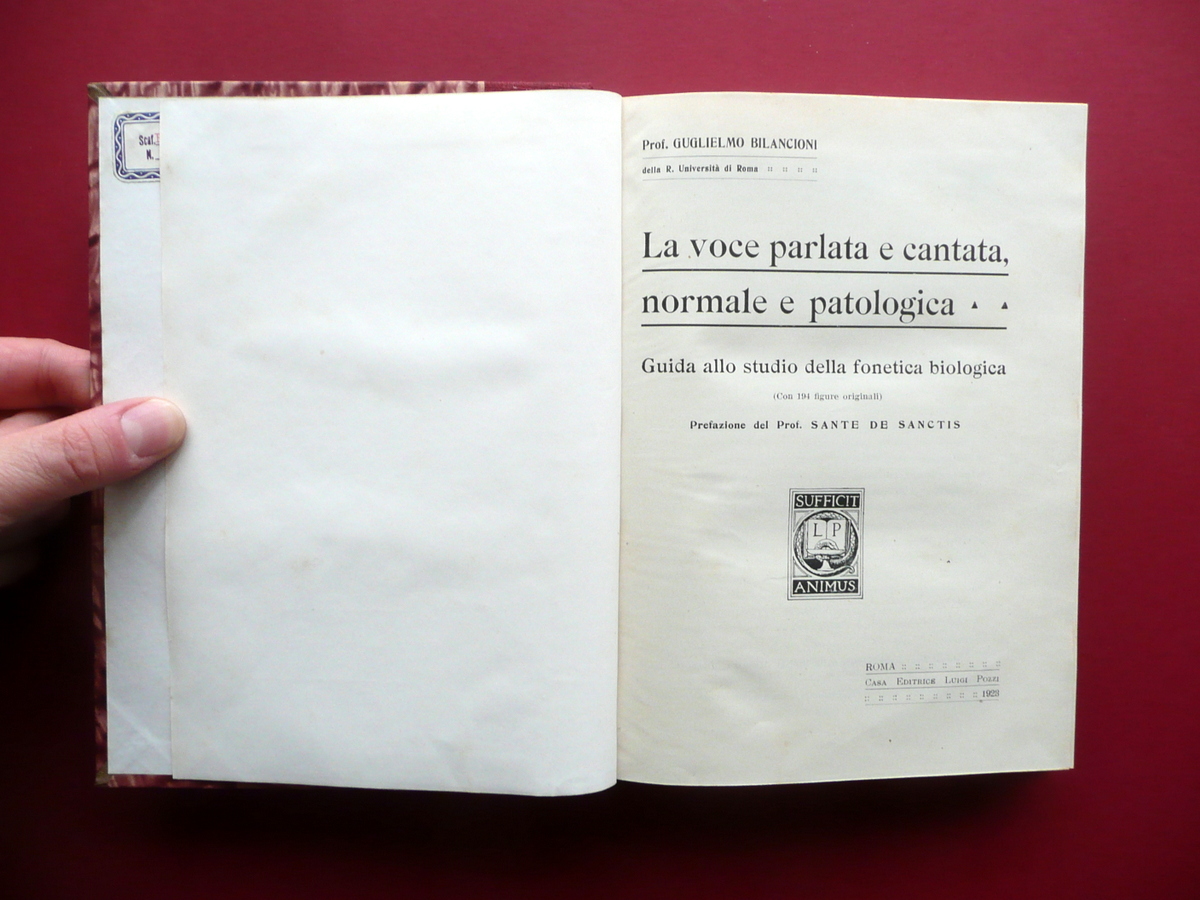 Scaf.
N.
Prof. GUGLIELMO BILANCIONI
della R. Università di Roma :: :: :: ::
La voce parlata e cantata,
normale e patologica ▲ ▲
Guida allo studio della fonetica biologica
(Con 194 figure originali)
Prefazione del Prof. SANTE DE SANCTIS
SUFFICIT
L P
ANIMUS
ROMA :: :: :: :: :: :: :: ::
CASA EDITRICE LUIGI POZZI
:: :: :: :: :: :: :: :: :: 1923